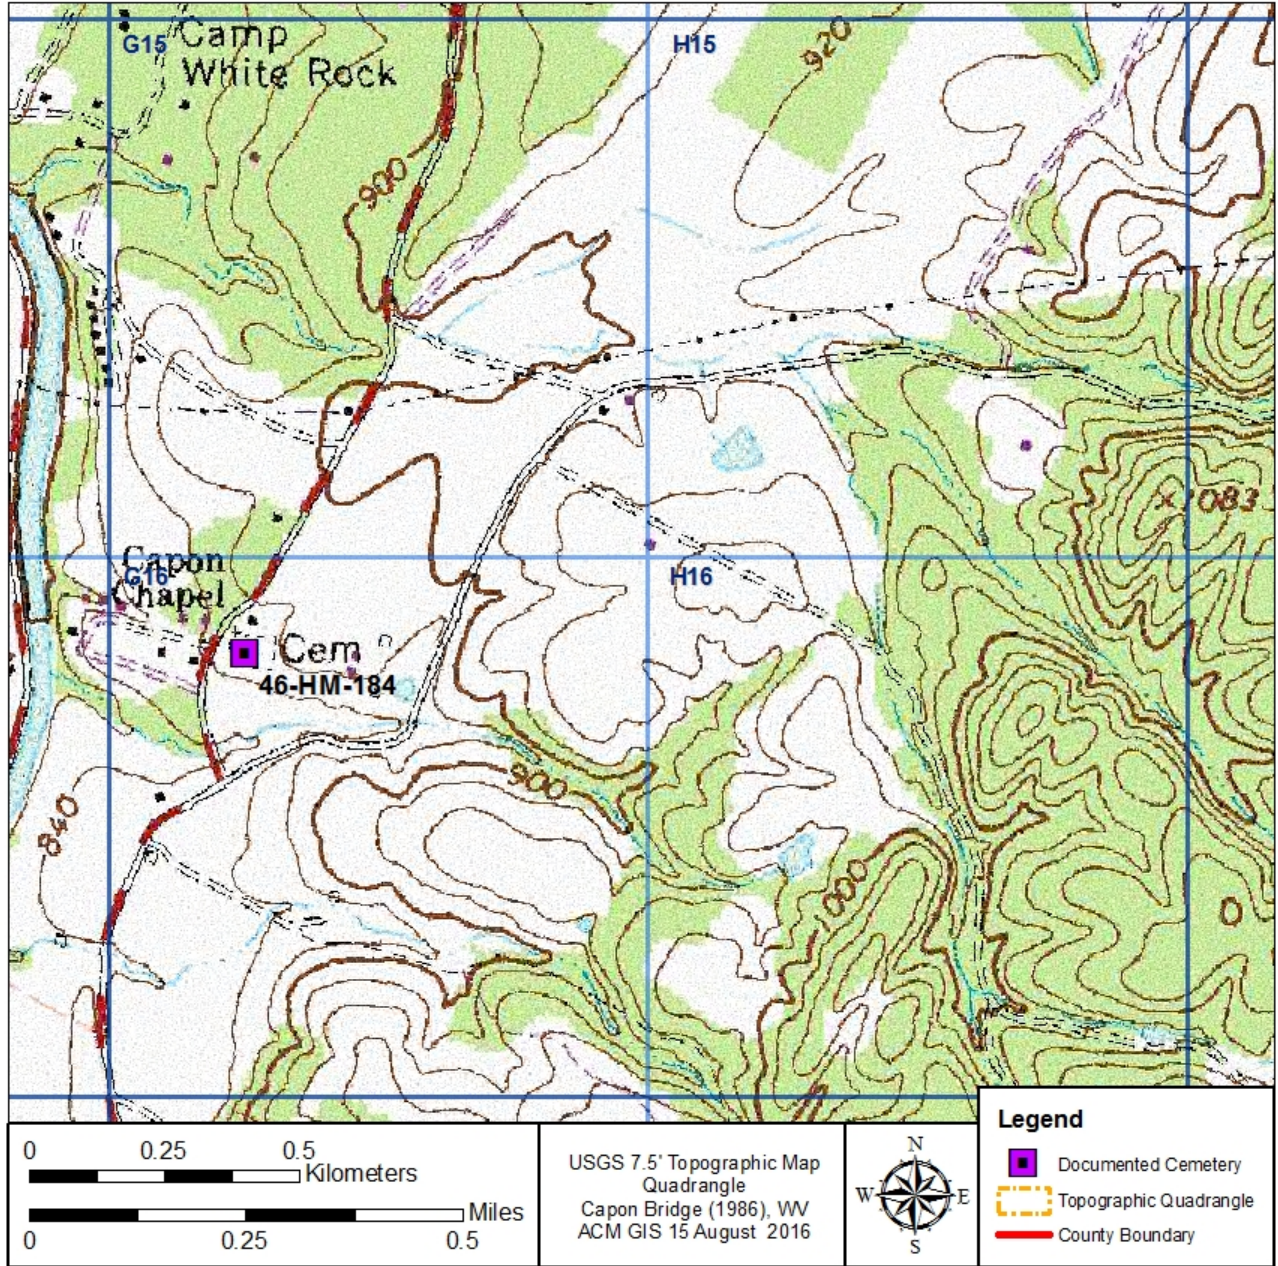 G15
Camp
White Rock
H15
920
900
1083
Capon
G16
Chapel
H16
Cem
46-HM-184
900
840
1000
0 0.25 0.5
Kilometers
Miles
0 0.25 0.5
USGS 7.5' Topographic Map
Quadrangle
Capon Bridge (1986), WV
ACM GIS 15 August 2016
N
W E
S
Legend
Documented Cemetery
Topographic Quadrangle
County Boundary